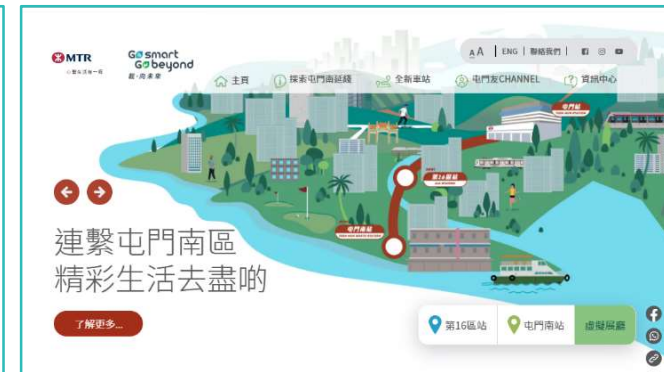 MTR
Go smart
Go beyond
AA | ENG | 聯絡我們 |
主頁
探索屯門南延綫
全新車站
屯門友CHANNEL
資訊中心
屯門站
第16區站
屯門南站
連繫屯門南區
精彩生活去盡啲
了解更多...
第16區站
屯門南站
虛擬展廳